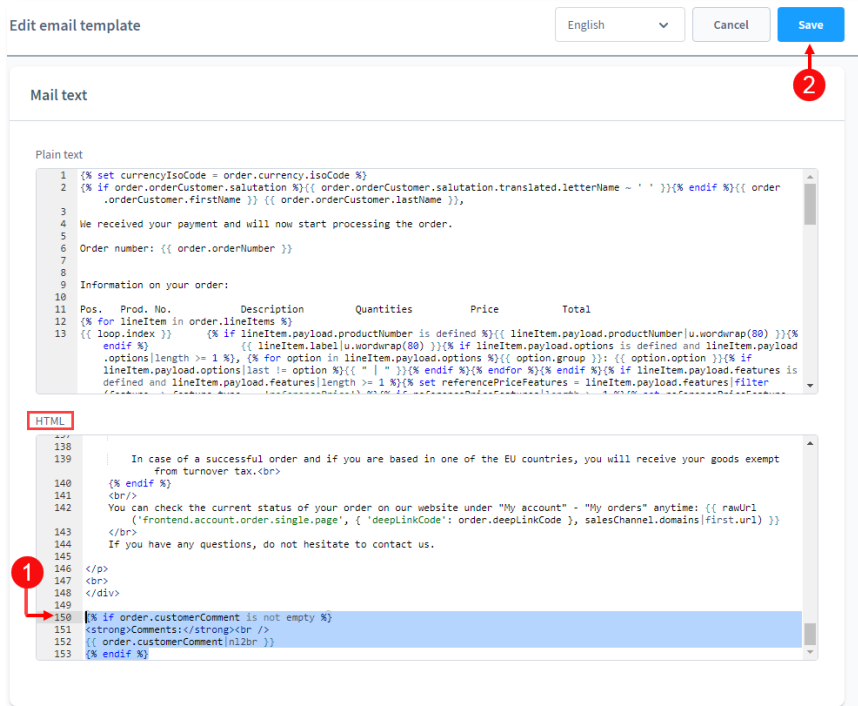 Edit email template
English
Cancel
Save
2
Mail text
Plain text
1 {% set currencyIsoCode = order.currency.isoCode %}
2 {% if order.orderCustomer.salutation %}{{ order.orderCustomer.salutation.translated.letterName ~ ' ' }}{% endif %}{{ order
.orderCustomer.firstName }} {{ order.orderCustomer.lastName }},
3
4 We received your payment and will now start processing the order.
5
6 Order number: {{ order.orderNumber }}
7
8
9 Information on your order:
10
11 Pos. Prod. No. Description Quantities Price Total
12 {% for lineItem in order.lineItems %}
13 {{ loop.index }} {% if lineItem.payload.productNumber is defined %}{{ lineItem.payload.productNumber|u.wordwrap(80) }}{%
endif %} {{ lineItem.label|u.wordwrap(80) }}{% if lineItem.payload.options is defined and lineItem.payload
.options|length >= 1 %}, {% for option in lineItem.payload.options %}{{ option.group }}: {{ option.option }}{% if
lineItem.payload.options|last != option %}{{ " | " }}{% endif %}{% endfor %}{% endif %}{% if lineItem.payload.features is
defined and lineItem.payload.features|length >= 1 %}{% set referencePriceFeatures = lineItem.payload.features|filter
HTML
137
138
139 In case of a successful order and if you are based in one of the EU countries, you will receive your goods exempt
from turnover tax.<br>
140 {% endif %}
141 <br/>
142 You can check the current status of your order on our website under "My account" - "My orders" anytime: {{ rawUrl
('frontend.account.order.single.page', { 'deepLinkCode': order.deepLinkCode }, salesChannel.domains|first.url) }}
143 </br>
144 If you have any questions, do not hesitate to contact us.
145
146 </p>
1
147 <br>
148 </div>
149
150 {% if order.customerComment is not empty %}
151 <strong>Comments:</strong><br />
152 {{ order.customerComment|nl2br }}
153 {% endif %}